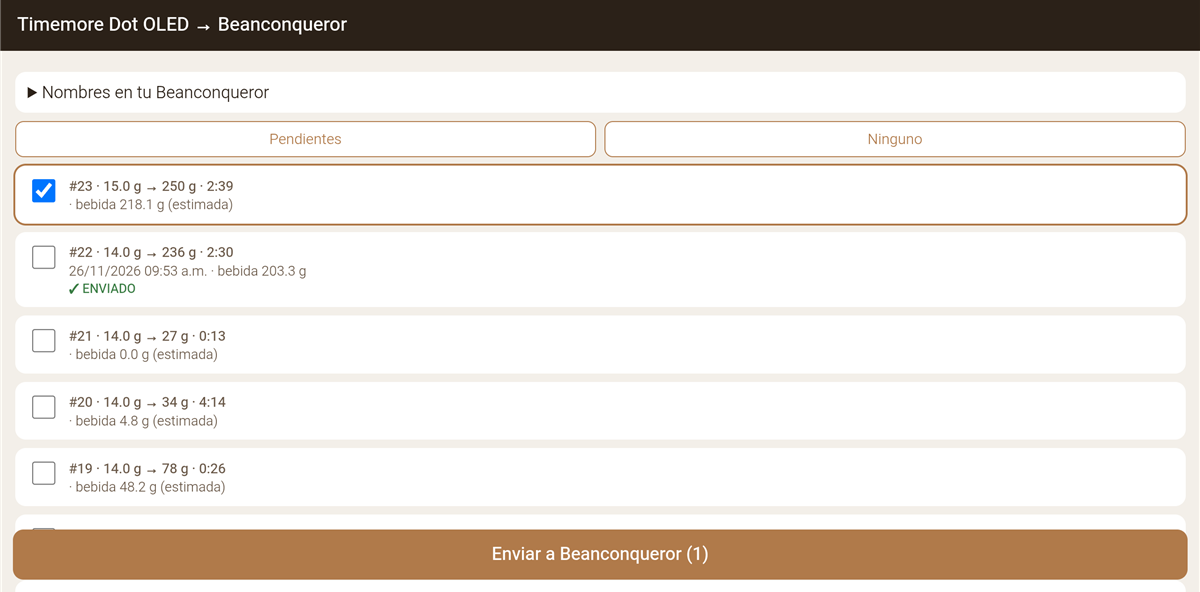 Timemore Dot OLED → Beanconqueror
▶ Nombres en tu Beanconqueror
Pendientes
Ninguno
#23 · 15.0 g → 250 g · 2:39
· bebida 218.1 g (estimada)
#22 · 14.0 g → 236 g · 2:30
26/11/2026 09:53 a.m. · bebida 203.3 g
✓ ENVIADO
#21 · 14.0 g → 27 g · 0:13
· bebida 0.0 g (estimada)
#20 · 14.0 g → 34 g · 4:14
· bebida 4.8 g (estimada)
#19 · 14.0 g → 78 g · 0:26
· bebida 48.2 g (estimada)
Enviar a Beanconqueror (1)